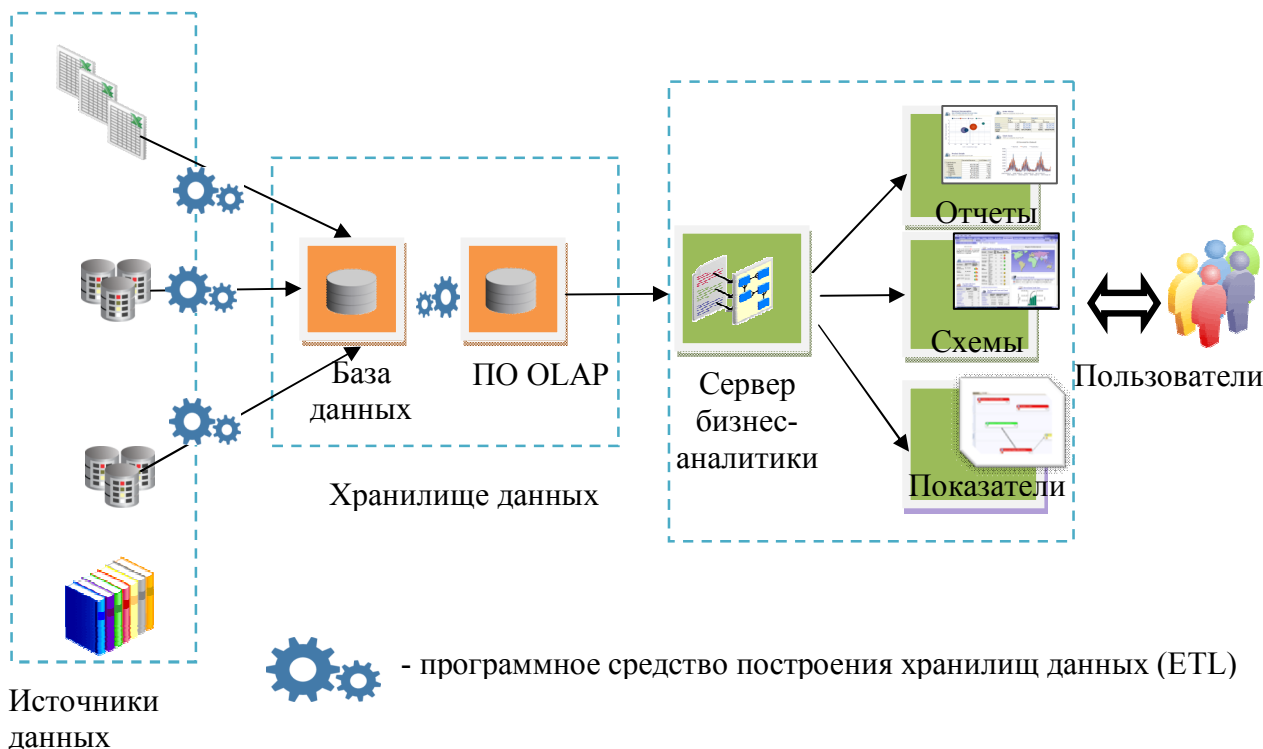 Отчеты
Схемы
Показатели
База
данных
ПО OLAP
Сервер
бизнес-
аналитики
Пользователи
Хранилище данных
- программное средство построения хранилищ данных (ETL)
Источники
данных